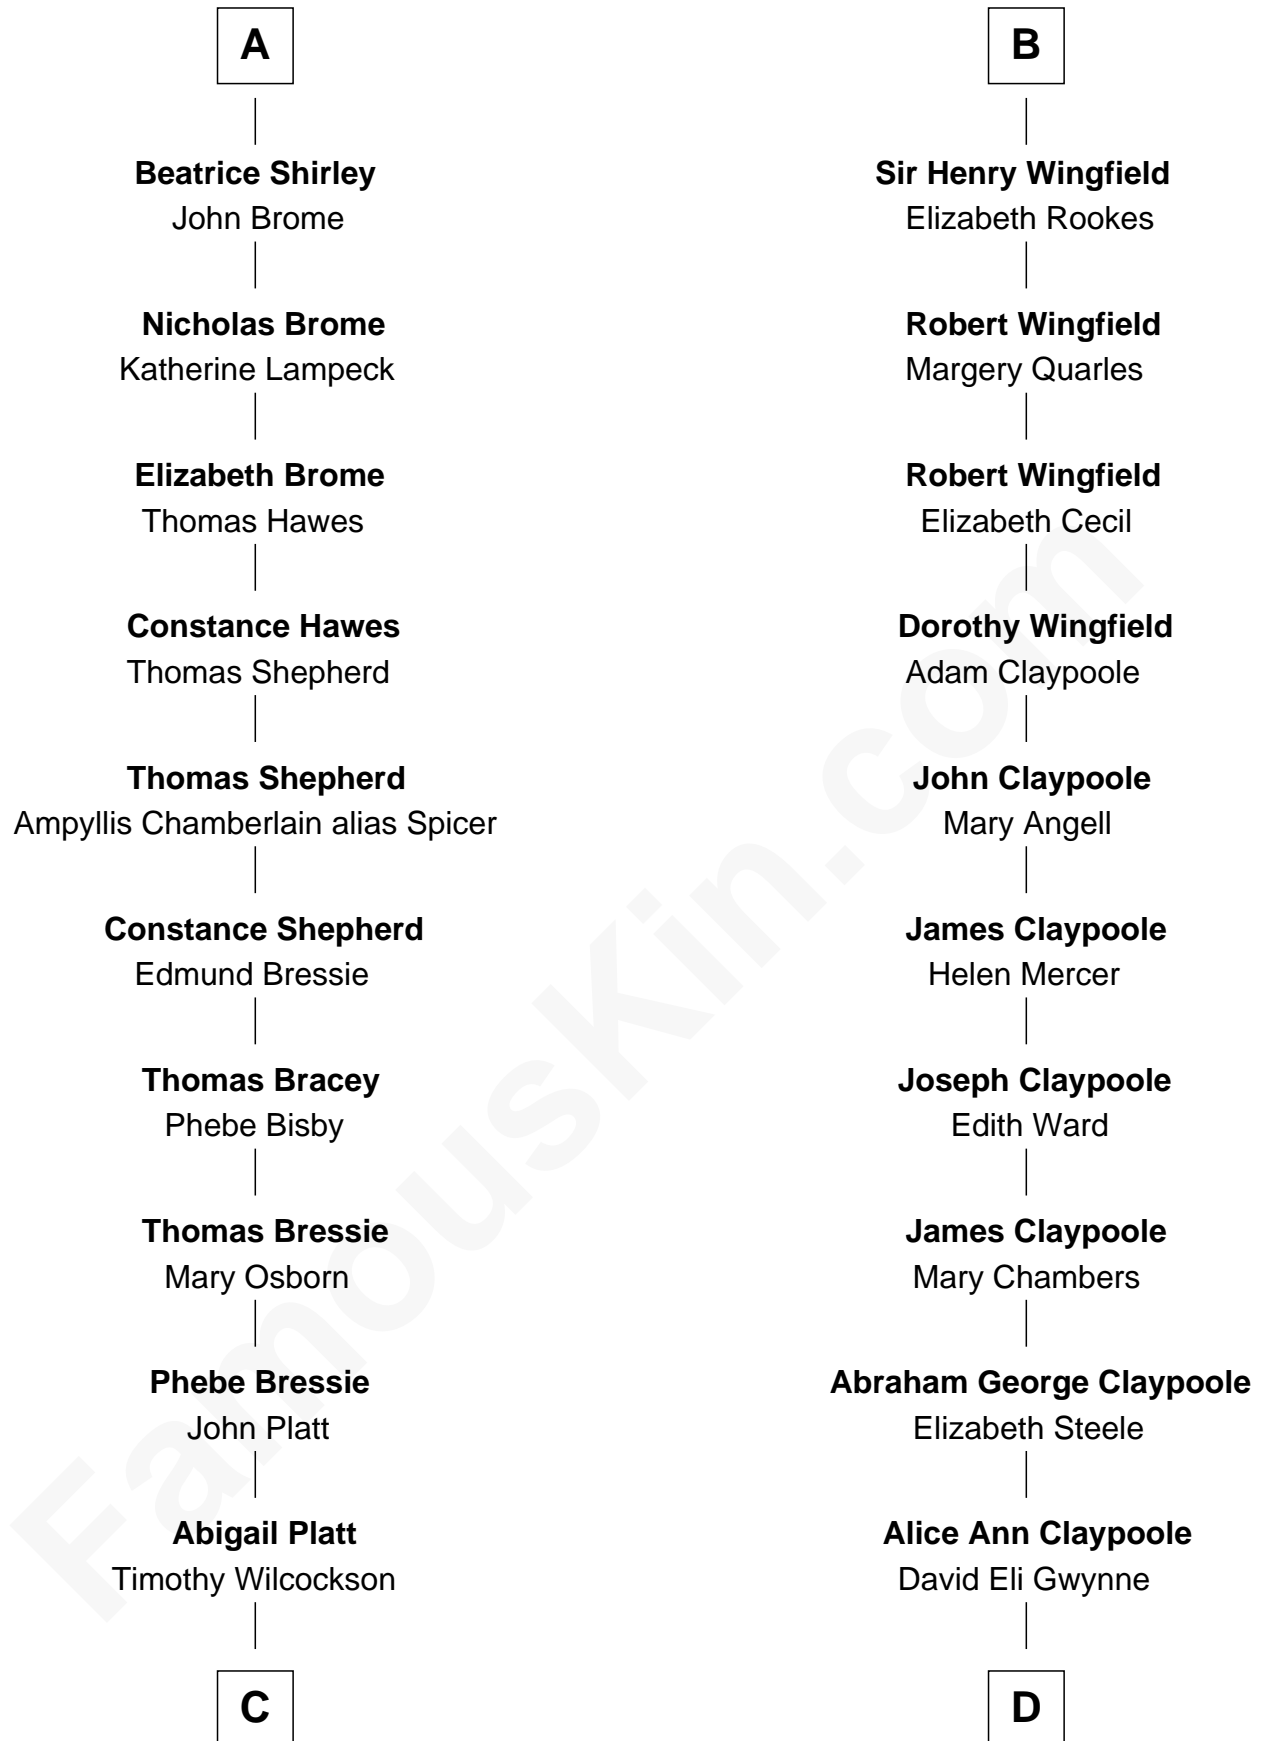 A
Beatrice Shirley
John Brome
Nicholas Brome
Katherine Lampeck
Elizabeth Brome
Thomas Hawes
Constance Hawes
Thomas Shepherd
Thomas Shepherd
Ampyllis Chamberlain alias Spicer
Constance Shepherd
Edmund Bressie
Thomas Bracey
Phebe Bisby
Thomas Bressie
Mary Osborn
Phebe Bressie
John Platt
Abigail Platt
Timothy Wilcockson
C
B
Sir Henry Wingfield
Elizabeth Rookes
Robert Wingfield
Margery Quarles
Robert Wingfield
Elizabeth Cecil
Dorothy Wingfield
Adam Claypoole
John Claypoole
Mary Angell
James Claypoole
Helen Mercer
Joseph Claypoole
Edith Ward
James Claypoole
Mary Chambers
Abraham George Claypoole
Elizabeth Steele
Alice Ann Claypoole
David Eli Gwynne
D
FamousKin.com